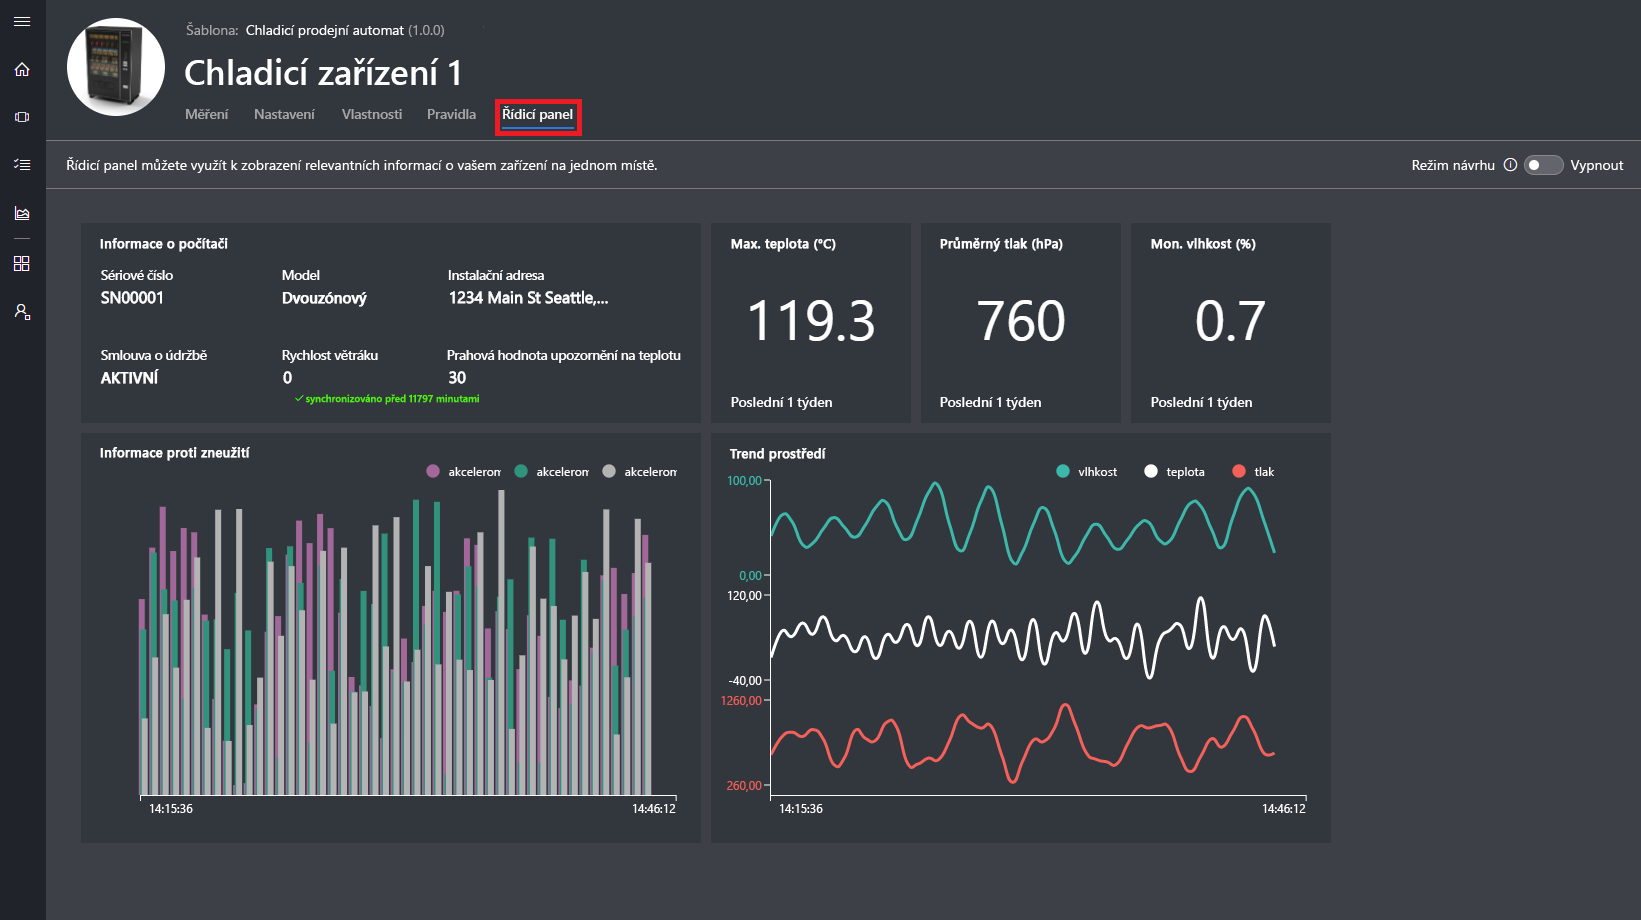 Šablona: Chladicí prodejní automat (1.0.0)
Chladicí zařízení 1
Měření Nastavení Vlastnosti Pravidla Řídicí panel
Řídicí panel můžete využít k zobrazení relevantních informací o vašem zařízení na jednom místě.
Režim návrhu Vypnout
Informace o počítači
Sériové číslo Model Instalační adresa
SN00001 Dvouzónový 1234 Main St Seattle,...
Smlouva o údržbě Rychlost větráku Prahová hodnota upozornění na teplotu
AKTIVNÍ 0 30
synchronizováno před 11797 minutami
Max. teplota (°C)
119.3
Poslední 1 týden
Průměrný tlak (hPa)
760
Poslední 1 týden
Mon. vlhkost (%)
0.7
Poslední 1 týden
Informace proti zneužití
akcelerom akcelerom akcelerom
14:15:36 14:46:12
Trend prostředí
vlhkost teplota tlak
100,00
0,00
120,00
-40,00
1260,00
260,00
14:15:36 14:46:12